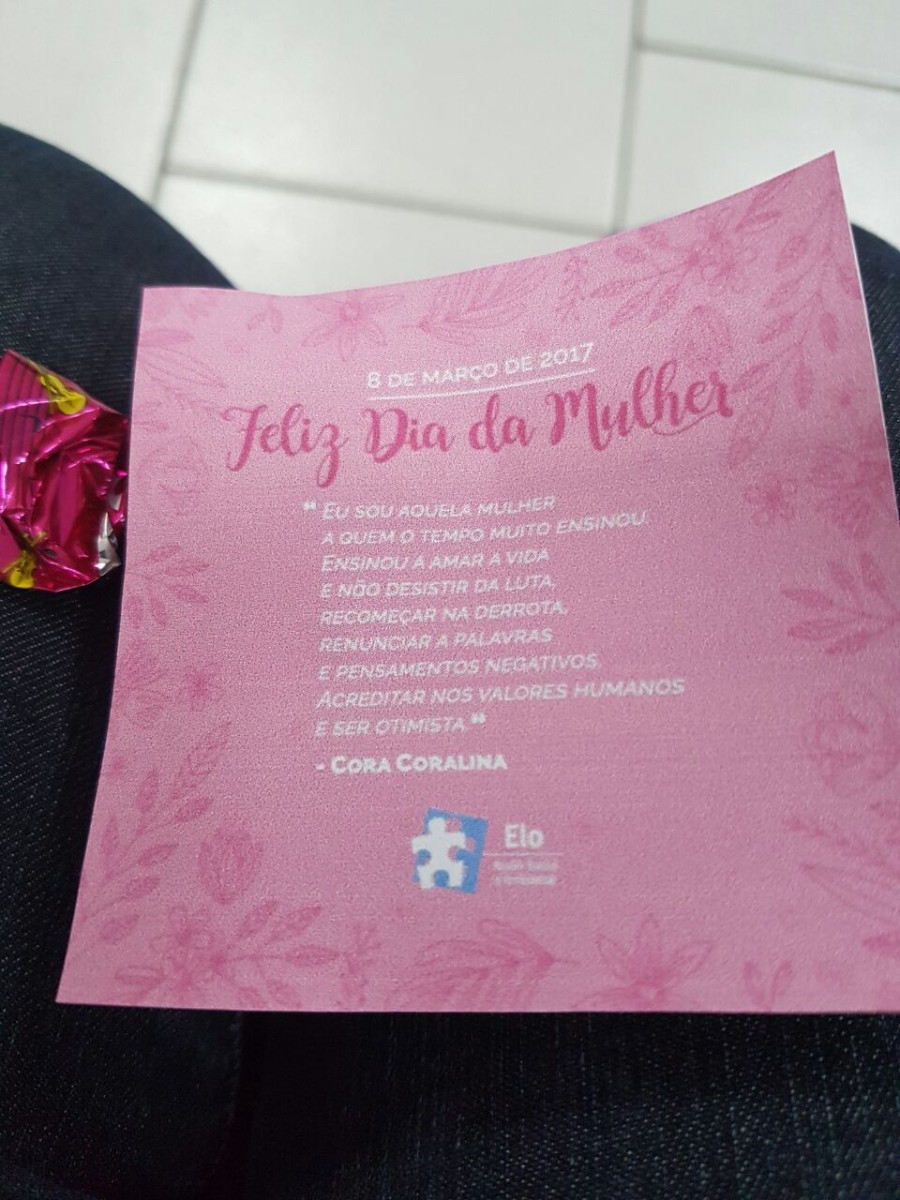 8 DE MARÇO DE 2017
Feliz Dia da Mulher
" EU SOU AQUELA MULHER
A QUEM O TEMPO MUITO ENSINOU.
ENSINOU A AMAR A VIDA
E NÃO DESISTIR DA LUTA,
RECOMEÇAR NA DERROTA,
RENUNCIAR A PALAVRAS
E PENSAMENTOS NEGATIVOS.
ACREDITAR NOS VALORES HUMANOS
E SER OTIMISTA."
- CORA CORALINA
Elo